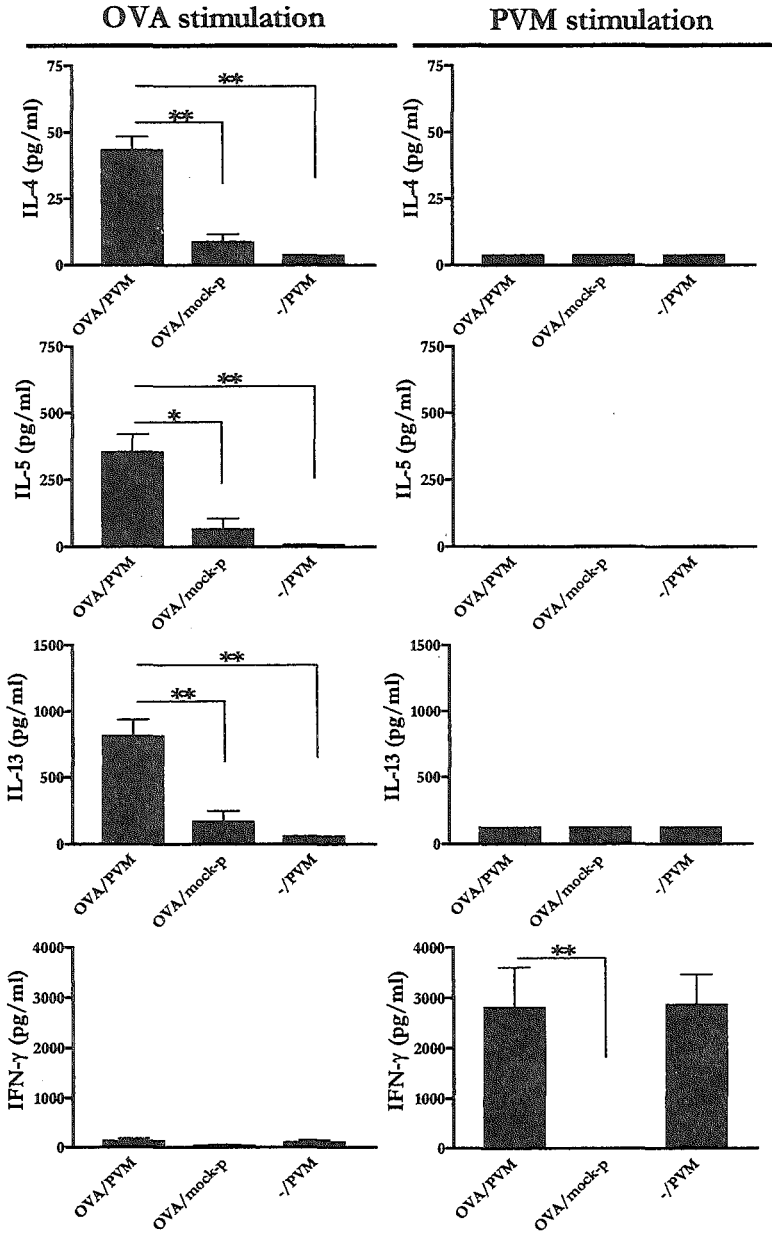 OVA stimulation
PVM stimulation
IL-4 (pg/ml)
75
50
25
0
**
**
OVA/PVM
OVA/mock-p
-/PVM
IL-4 (pg/ml)
75
50
25
0
OVA/PVM
OVA/mock-p
-/PVM
IL-5 (pg/ml)
750
500
250
0
**
*
OVA/PVM
OVA/mock-p
-/PVM
IL-5 (pg/ml)
750
500
250
0
OVA/PVM
OVA/mock-p
-/PVM
IL-13 (pg/ml)
1500
1000
500
0
**
**
OVA/PVM
OVA/mock-p
-/PVM
IL-13 (pg/ml)
1500
1000
500
0
OVA/PVM
OVA/mock-p
-/PVM
IFN-γ (pg/ml)
4000
3000
2000
1000
0
OVA/PVM
OVA/mock-p
-/PVM
IFN-γ (pg/ml)
4000
3000
2000
1000
0
**
OVA/PVM
OVA/mock-p
-/PVM